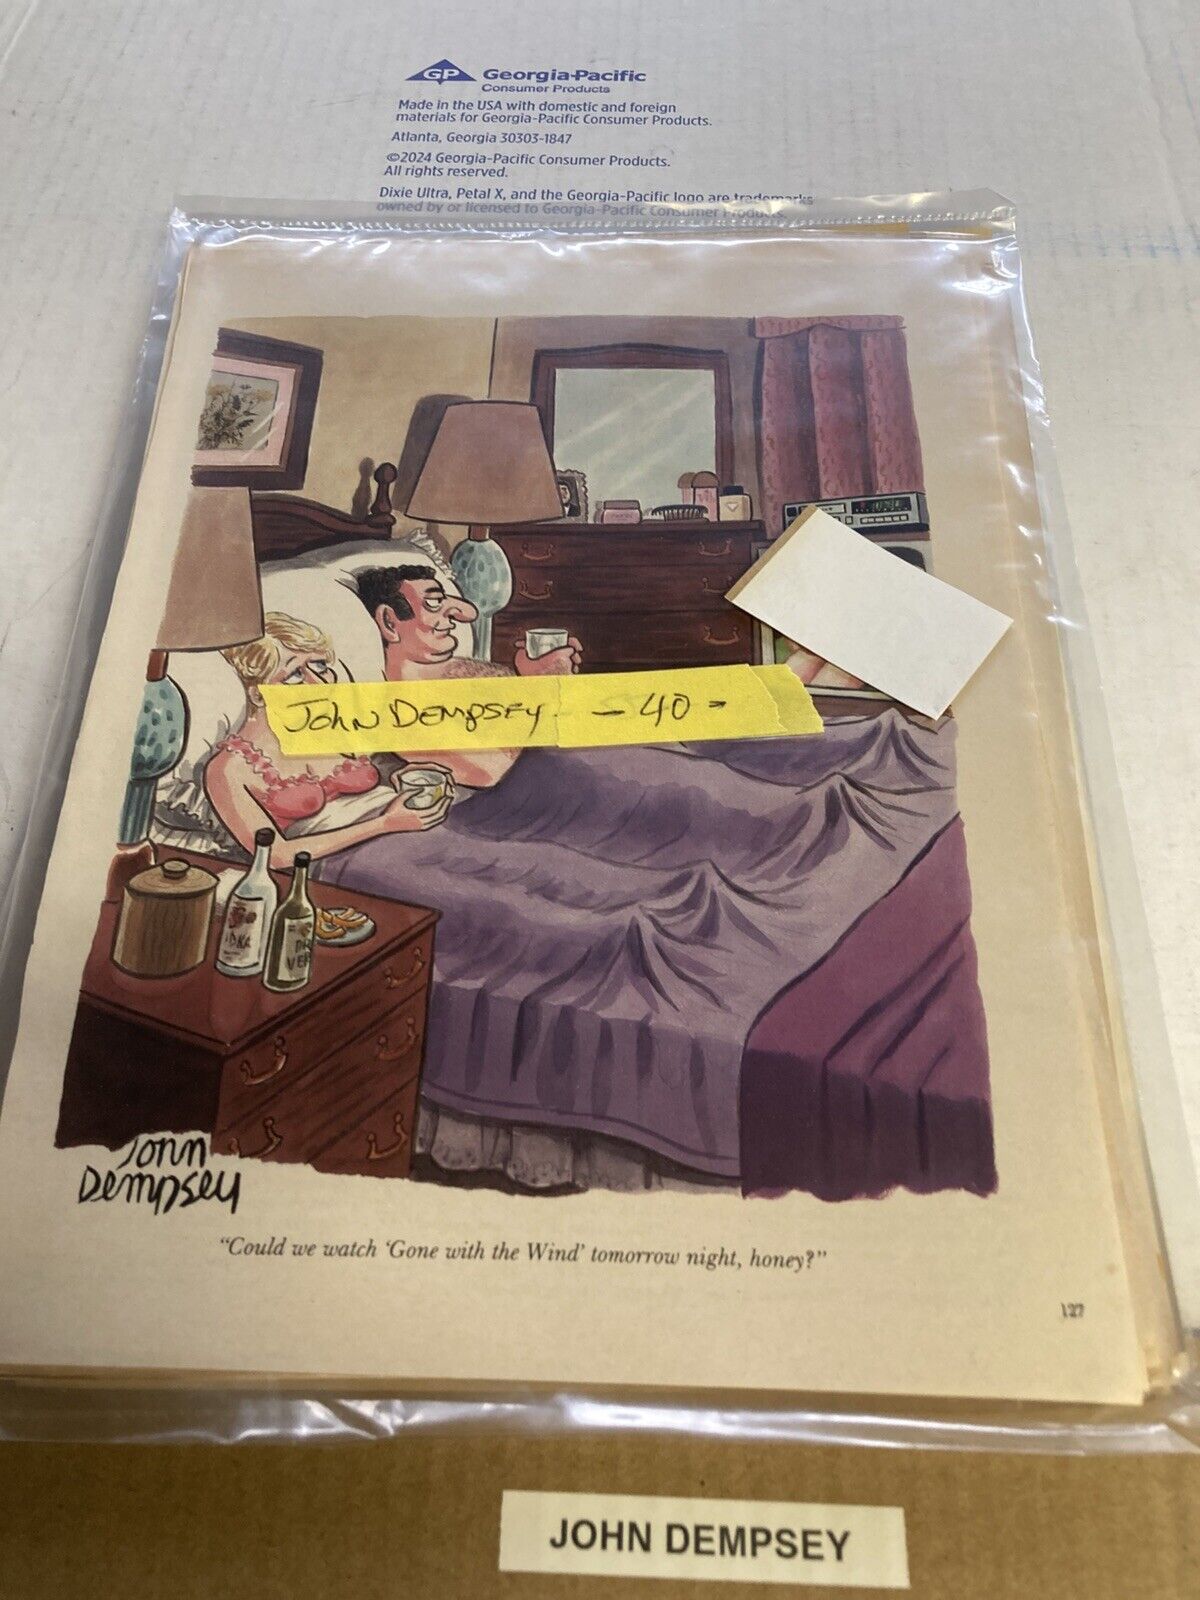 GP Georgia-Pacific
Consumer Products
Made in the USA with domestic and foreign
materials for Georgia-Pacific Consumer Products.
Atlanta, Georgia 30303-1847
©2024 Georgia-Pacific Consumer Products.
All rights reserved.
Dixie Ultra, Petal X, and the Georgia-Pacific logo are trademarks
owned by or licensed to Georgia-Pacific Consumer Products.
JOHN DEMPSEY - 40 -
John
Dempsey
"Could we watch 'Gone with the Wind' tomorrow night, honey?"
127
JOHN DEMPSEY